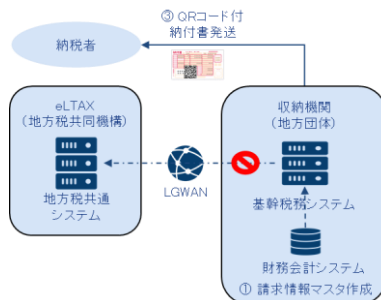 ③ QRコード付
納付書発送
納税者
eLTAX
(地方税共同機構)
地方税共通
システム
LGWAN
収納機関
(地方団体)
基幹税務システム
財務会計システム
① 請求情報マスタ作成